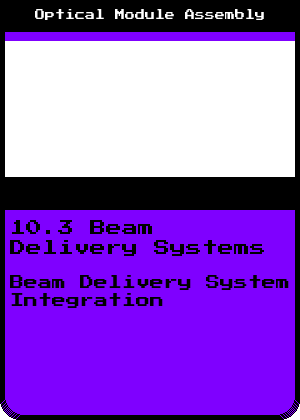 Optical Module Assembly
10.3 Beam
Delivery Systems
Beam Delivery System
Integration